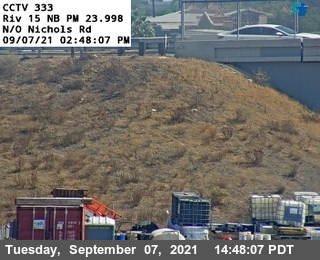 CCTV 333
Riv 15 NB PM 23.998
N/O Nichols Rd
09/07/21 02:48:07 PM
Tuesday, September 07, 2021 14:48:07 PDT